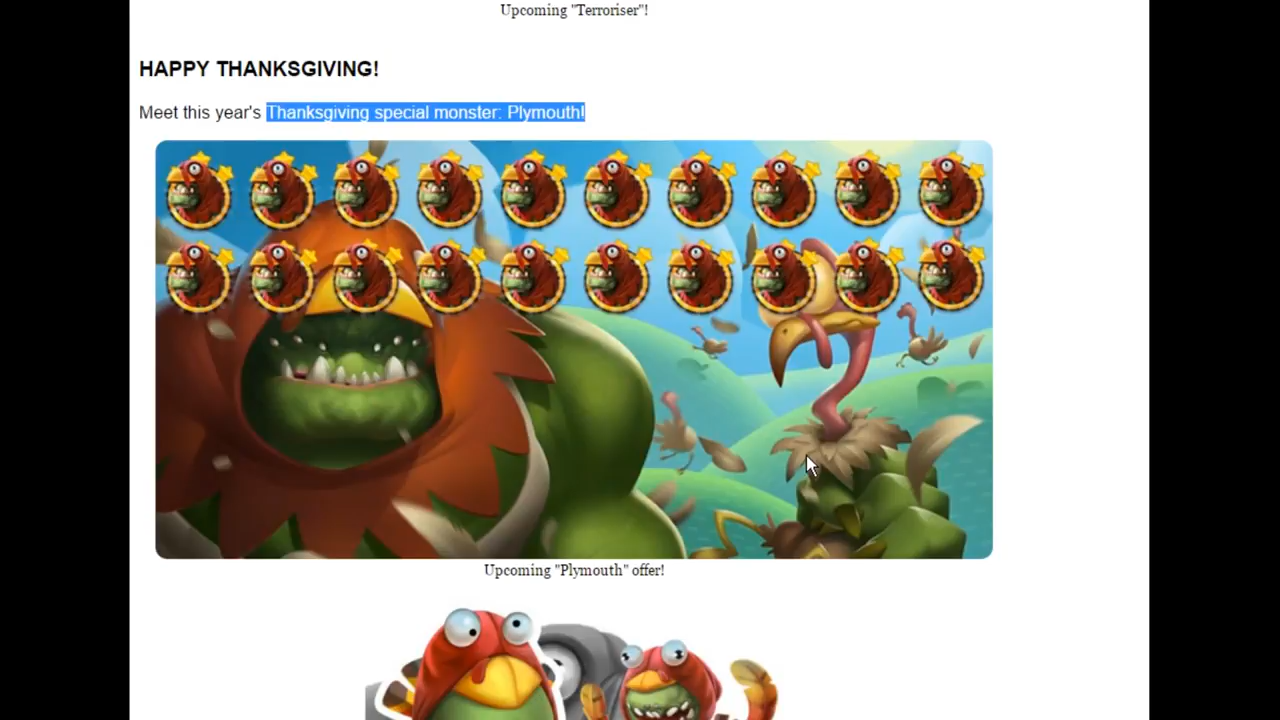 Upcoming "Terroriser"!
HAPPY THANKSGIVING!
Meet this year's Thanksgiving special monster: Plymouth!
Upcoming "Plymouth" offer!